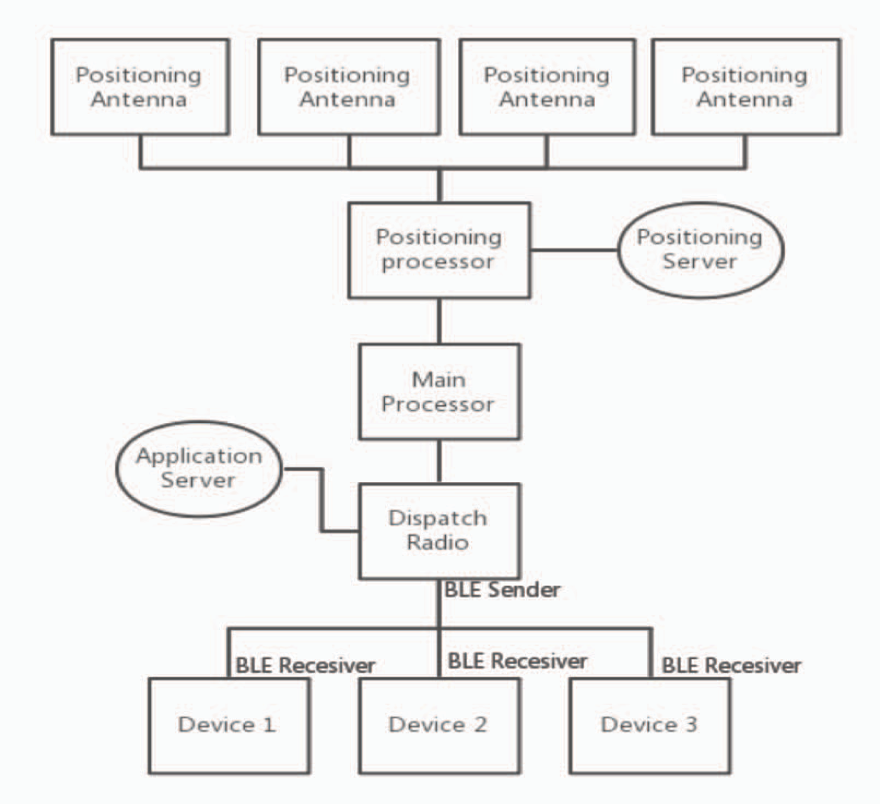 Positioning
Antenna
Positioning
Antenna
Positioning
Antenna
Positioning
Antenna
Positioning
processor
Positioning
Server
Main
Processor
Application
Server
Dispatch
Radio
BLE Sender
BLE Recesiver
BLE Recesiver
BLE Recesiver
Device 1
Device 2
Device 3